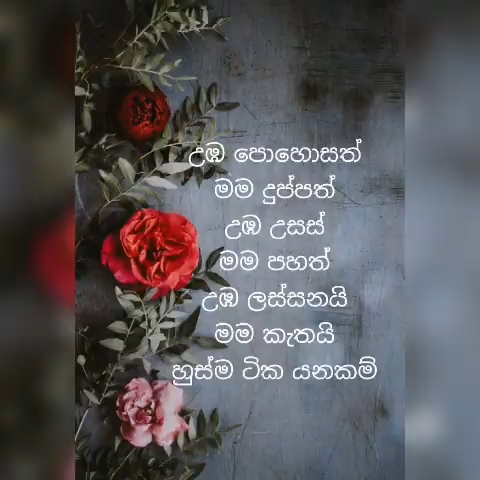 උඹ පොහොසත්
මම දුප්පත්
උඹ උසස්
මම පහත්
උඹ ලස්සනයි
මම කැතයි
හුස්ම ටික යනකම්